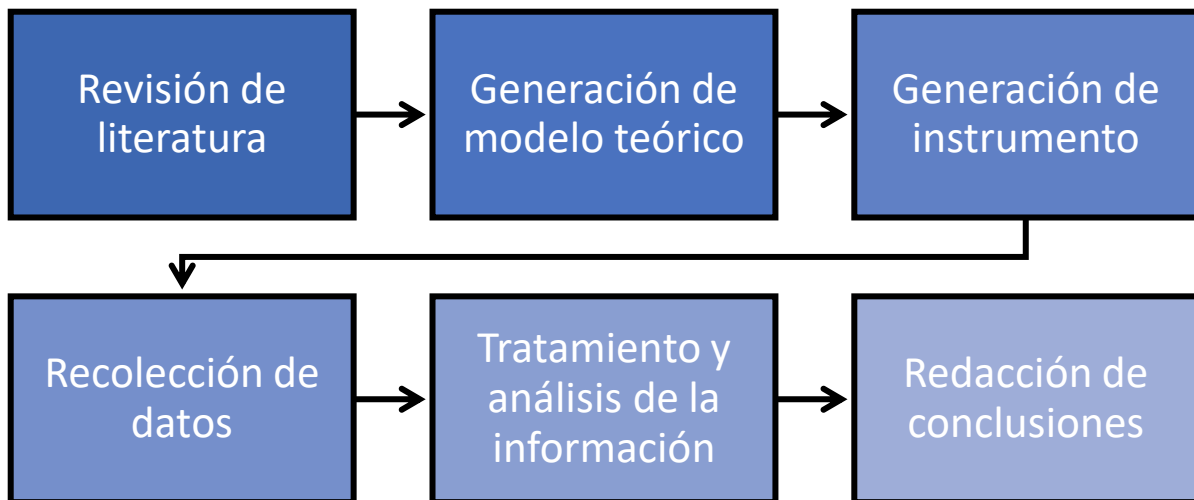 Revisión de
literatura
Generación de
modelo teórico
Generación de
instrumento
Recolección de
datos
Tratamiento y
análisis de la
información
Redacción de
conclusiones